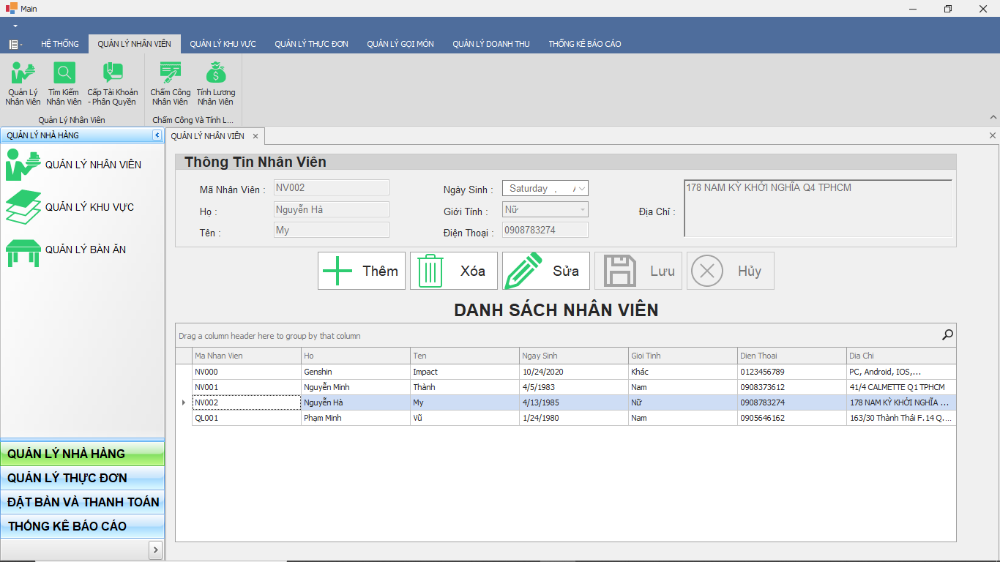 Main
HỆ THỐNG QUẢN LÝ NHÂN VIÊN QUẢN LÝ KHU VỰC QUẢN LÝ THỰC ĐƠN QUẢN LÝ GỌI MÓN QUẢN LÝ DOANH THU THỐNG KÊ BÁO CÁO
Quản Lý Nhân Viên
Tìm Kiếm Nhân Viên
Cấp Tài Khoản - Phân Quyền
Chấm Công Nhân Viên
Tính Lương Nhân Viên
Quản Lý Nhân Viên
Chấm Công Và Tính L...
QUẢN LÝ NHÀ HÀNG
QUẢN LÝ NHÂN VIÊN
QUẢN LÝ KHU VỰC
QUẢN LÝ BÀN ĂN
QUẢN LÝ NHÀ HÀNG
QUẢN LÝ THỰC ĐƠN
ĐẶT BÀN VÀ THANH TOÁN
THỐNG KÊ BÁO CÁO
QUẢN LÝ NHÂN VIÊN
Thông Tin Nhân Viên
Mã Nhân Viên : NV002
Họ : Nguyễn Hà
Tên : My
Ngày Sinh : Saturday ,
Giới Tính : Nữ
Điện Thoại : 0908783274
Địa Chỉ : 178 NAM KỲ KHỞI NGHĨA Q4 TPHCM
Thêm Xóa Sửa Lưu Hủy
DANH SÁCH NHÂN VIÊN
Drag a column header here to group by that column
Ma Nhan Vien Ho Ten Ngay Sinh Gioi Tinh Dien Thoai Dia Chi
NV000 Genshin Impact 10/24/2020 Khác 0123456789 PC, Android, IOS,...
NV001 Nguyễn Minh Thành 4/5/1983 Nam 0908373612 41/4 CALMETTE Q1 TPHCM
NV002 Nguyễn Hà My 4/13/1985 Nữ 0908783274 178 NAM KỲ KHỞI NGHĨA ...
QL001 Phạm Minh Vũ 1/24/1980 Nam 0905646162 163/30 Thành Thái F.14 Q....